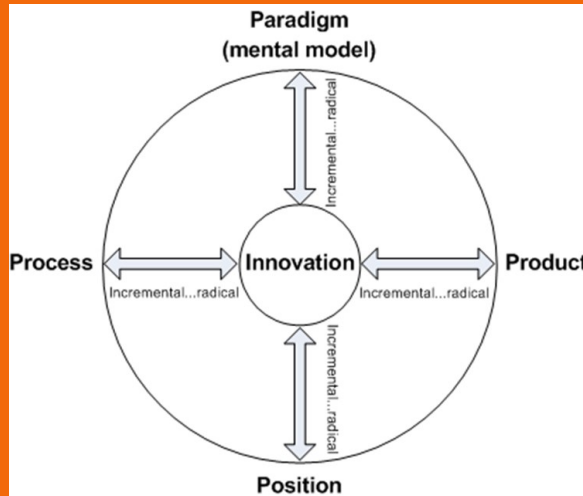 Paradigm
(mental model)
Incremental...radical
Process
Innovation
Product
Incremental...radical
Incremental...radical
Incremental...radical
Position